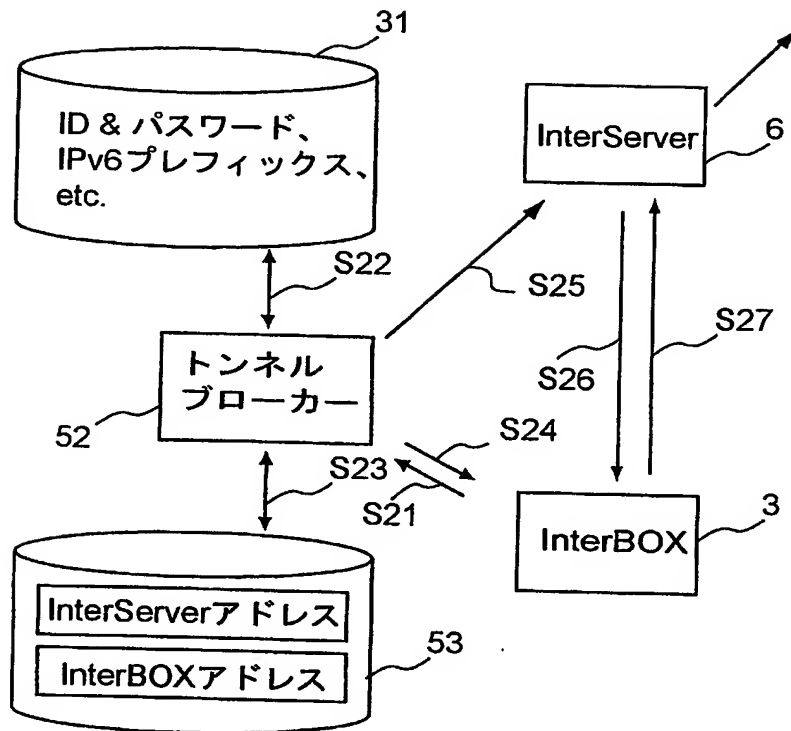 31
ID & パスワード、
IPv6プレフィックス、
etc.
InterServer
6
S22
S25
S27
トンネル
ブローカー
S26
52
S24
S23
S21
3
InterBOX
InterServerアドレス
InterBOXアドレス
53